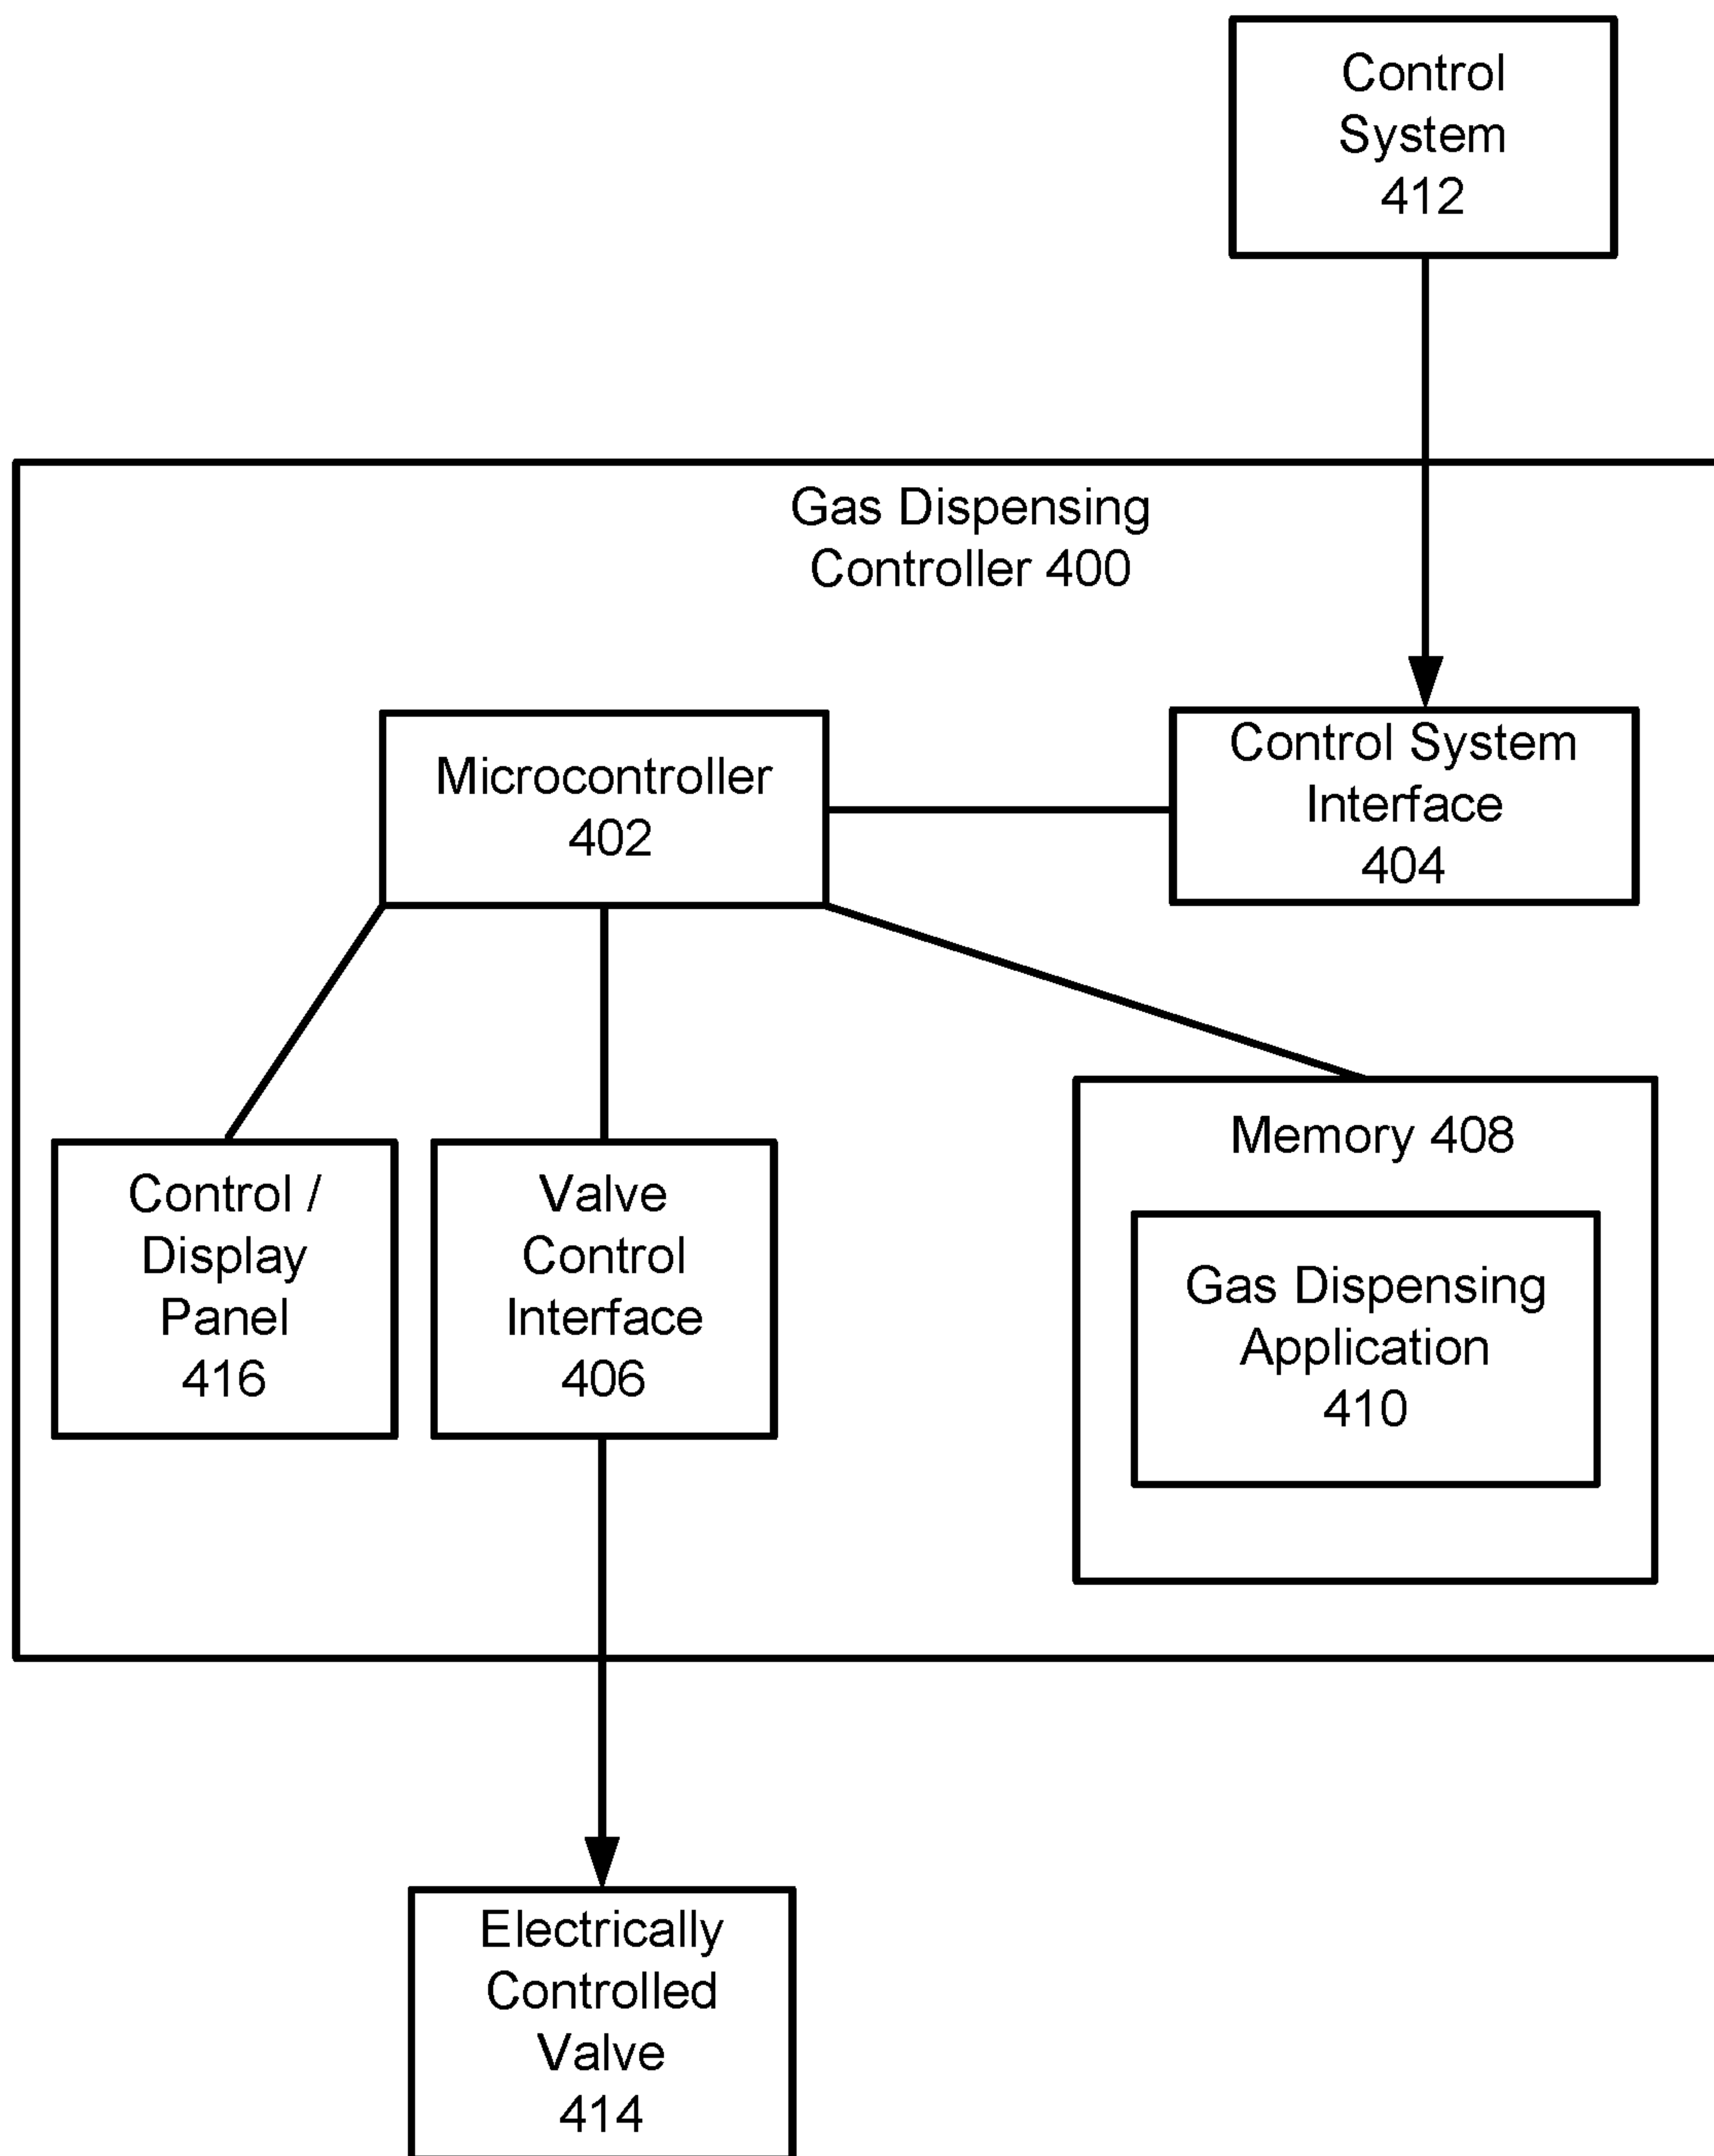 Control
System
412
Gas Dispensing
Controller 400
Microcontroller
402
Control System
Interface
404
Control /
Display
Panel
416
Valve
Control
Interface
406
Memory 408
Gas Dispensing
Application
410
Electrically
Controlled
Valve
414